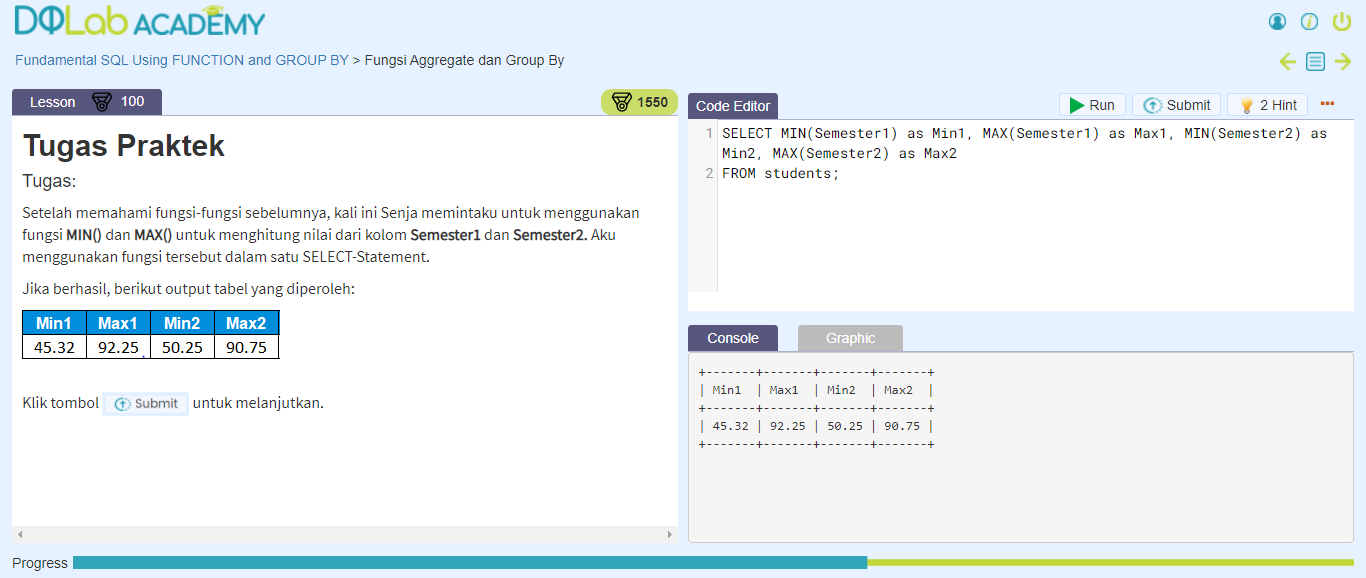 DQLab ACADEMY
Fundamental SQL Using FUNCTION and GROUP BY > Fungsi Aggregate dan Group By
Lesson 100
1550
Tugas Praktek
Tugas:
Setelah memahami fungsi-fungsi sebelumnya, kali ini Senja memintaku untuk menggunakan
fungsi MIN() dan MAX() untuk menghitung nilai dari kolom Semester1 dan Semester2. Aku
menggunakan fungsi tersebut dalam satu SELECT-Statement.
Jika berhasil, berikut output tabel yang diperoleh:
Min1 Max1 Min2 Max2
45.32 92.25 50.25 90.75
Klik tombol Submit untuk melanjutkan.
Code Editor Run Submit 2 Hint
1 SELECT MIN(Semester1) as Min1, MAX(Semester1) as Max1, MIN(Semester2) as
Min2, MAX(Semester2) as Max2
2 FROM students;
Console Graphic
+-------+-------+-------+-------+
| Min1  | Max1  | Min2  | Max2  |
+-------+-------+-------+-------+
| 45.32 | 92.25 | 50.25 | 90.75 |
+-------+-------+-------+-------+
Progress